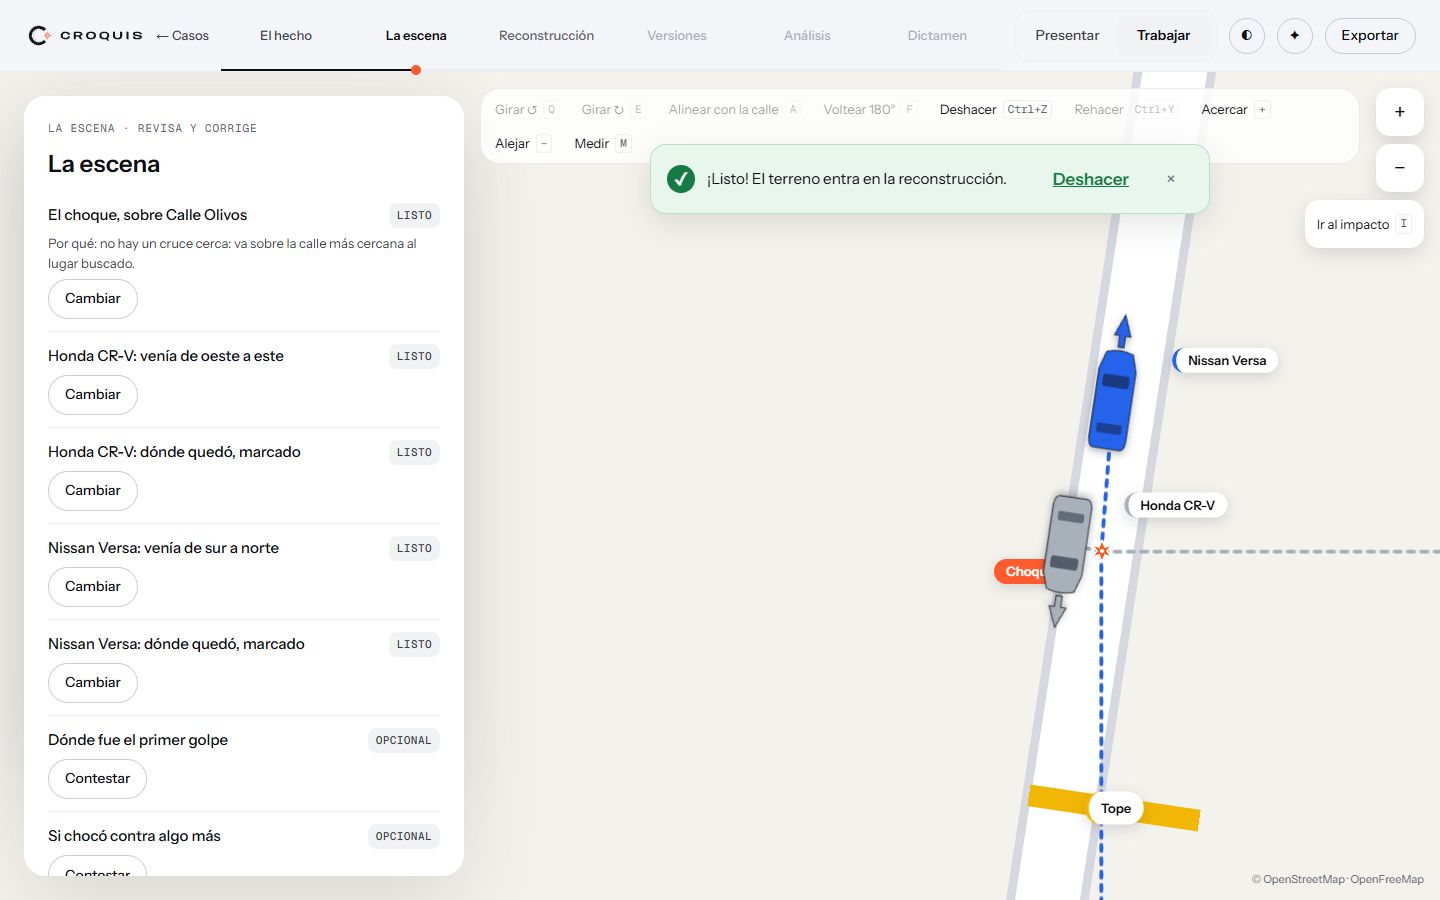 CROQUIS
← Casos
El hecho
La escena
Reconstrucción
Versiones
Análisis
Dictamen
Presentar
Trabajar
Exportar
LA ESCENA · REVISA Y CORRIGE
La escena
El choque, sobre Calle Olivos
LISTO
Por qué: no hay un cruce cerca: va sobre la calle más cercana al
lugar buscado.
Cambiar
Honda CR-V: venía de oeste a este
LISTO
Cambiar
Honda CR-V: dónde quedó, marcado
LISTO
Cambiar
Nissan Versa: venía de sur a norte
LISTO
Cambiar
Nissan Versa: dónde quedó, marcado
LISTO
Cambiar
Dónde fue el primer golpe
OPCIONAL
Contestar
Si chocó contra algo más
OPCIONAL
Contestar
Girar ↺ Q
Girar ↻ E
Alinear con la calle A
Voltear 180° F
Deshacer Ctrl+Z
Rehacer Ctrl+Y
Acercar +
Alejar −
Medir M
¡Listo! El terreno entra en la reconstrucción.
Deshacer
×
+
−
Ir al impacto I
Nissan Versa
Honda CR-V
Choqu
Tope
© OpenStreetMap · OpenFreeMap